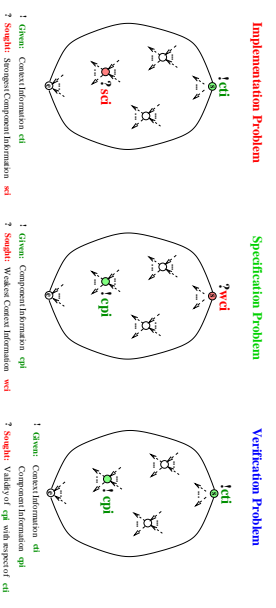 Implementation Problem
! cti
s
? sci
e
! Given: Context Information cti
? Sought: Strongest Component Information sci
Specification Problem
? wci
s
! cpi
e
! Given: Component Information cpi
? Sought: Weakest Context Information wci
Verification Problem
! cti
s
! cpi
e
! Given: Context Information cti
Component Information cpi
? Sought: Validity of cpi with respect of cti